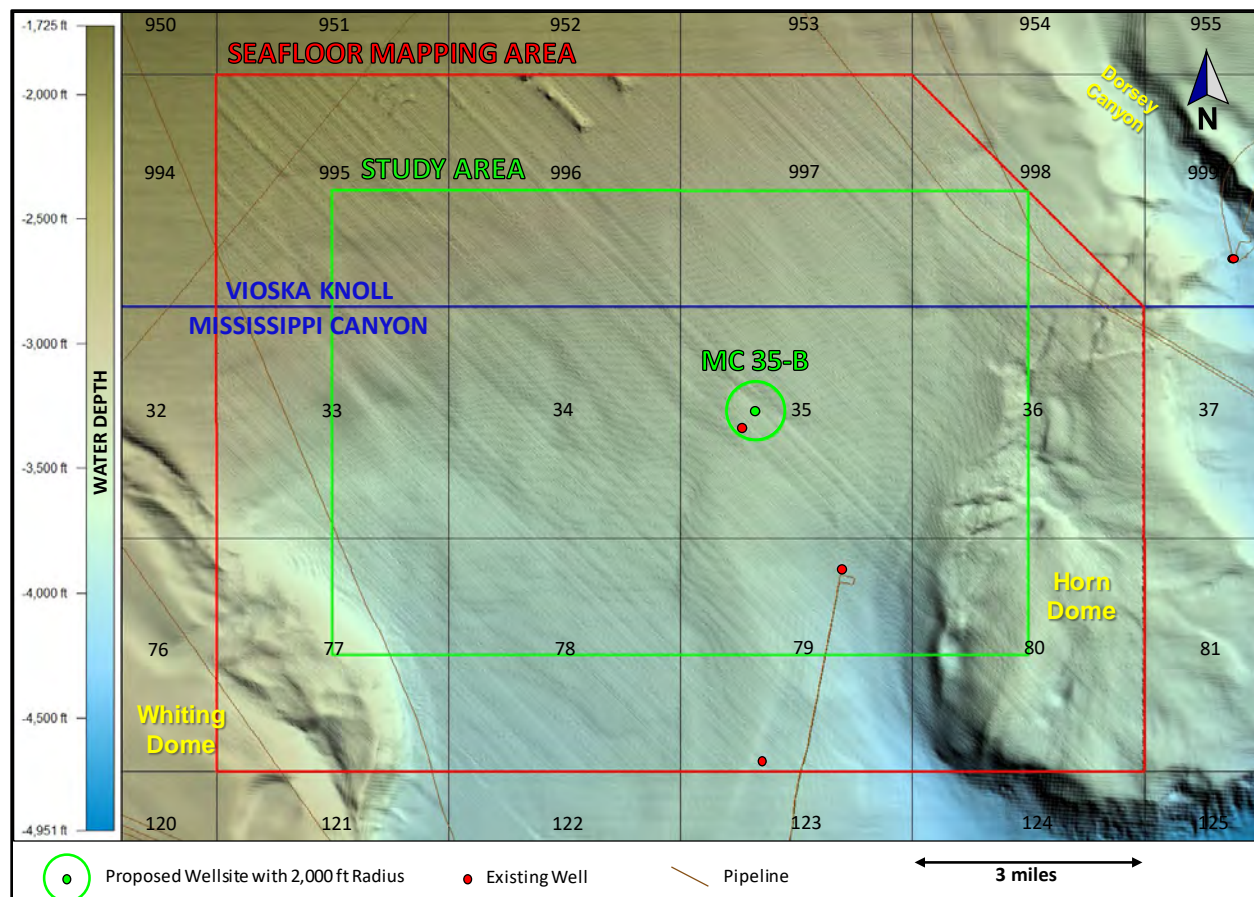 -1,725 ft
-2,000 ft
-2,500 ft
-3,000 ft
-3,500 ft
-4,000 ft
-4,500 ft
-4,951 ft
WATER DEPTH
950 951 952 953 954 955
SEAFLOOR MAPPING AREA
Dorsey
Canyon
N
994 995 996 997 998 999
STUDY AREA
VIOSKA KNOLL
MISSISSIPPI CANYON
MC 35-B
32 33 34 35 36 37
Horn
Dome
76 77 78 79 80 81
Whiting
Dome
120 121 122 123 124 125
Proposed Wellsite with 2,000 ft Radius
Existing Well
Pipeline
3 miles